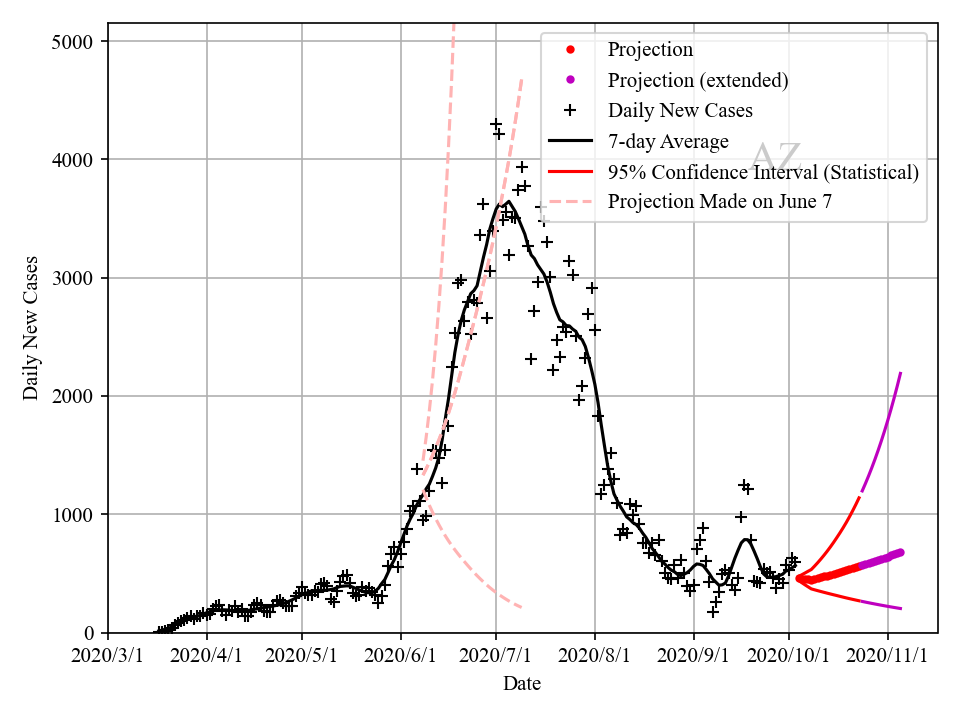 5000
4000
3000
2000
1000
0
Daily New Cases
Projection
Projection (extended)
Daily New Cases
7-day Average
95% Confidence Interval (Statistical)
Projection Made on June 7
AZ
2020/3/1 2020/4/1 2020/5/1 2020/6/1 2020/7/1 2020/8/1 2020/9/1 2020/10/1 2020/11/1
Date